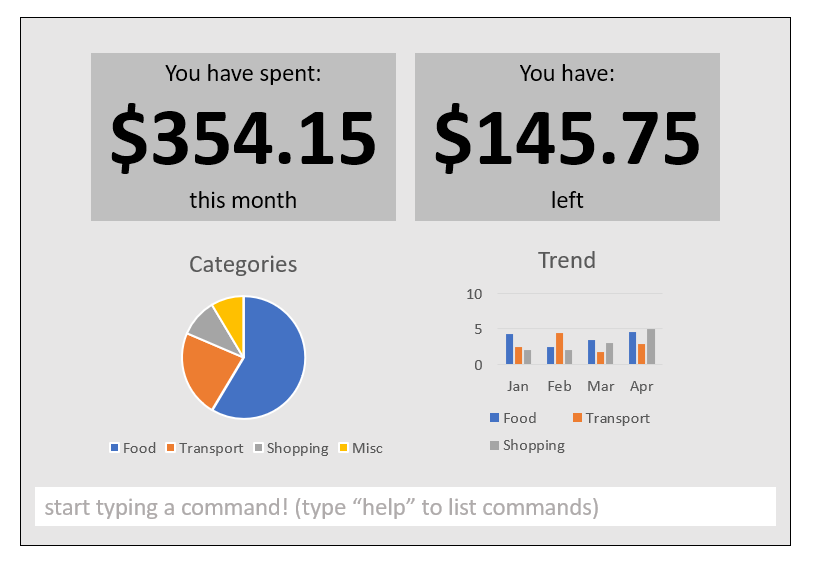 You have spent:
$354.15
this month
You have:
$145.75
left
Categories
Food Transport Shopping Misc
Trend
10
5
0
Jan Feb Mar Apr
Food Transport
Shopping
start typing a command! (type “help” to list commands)